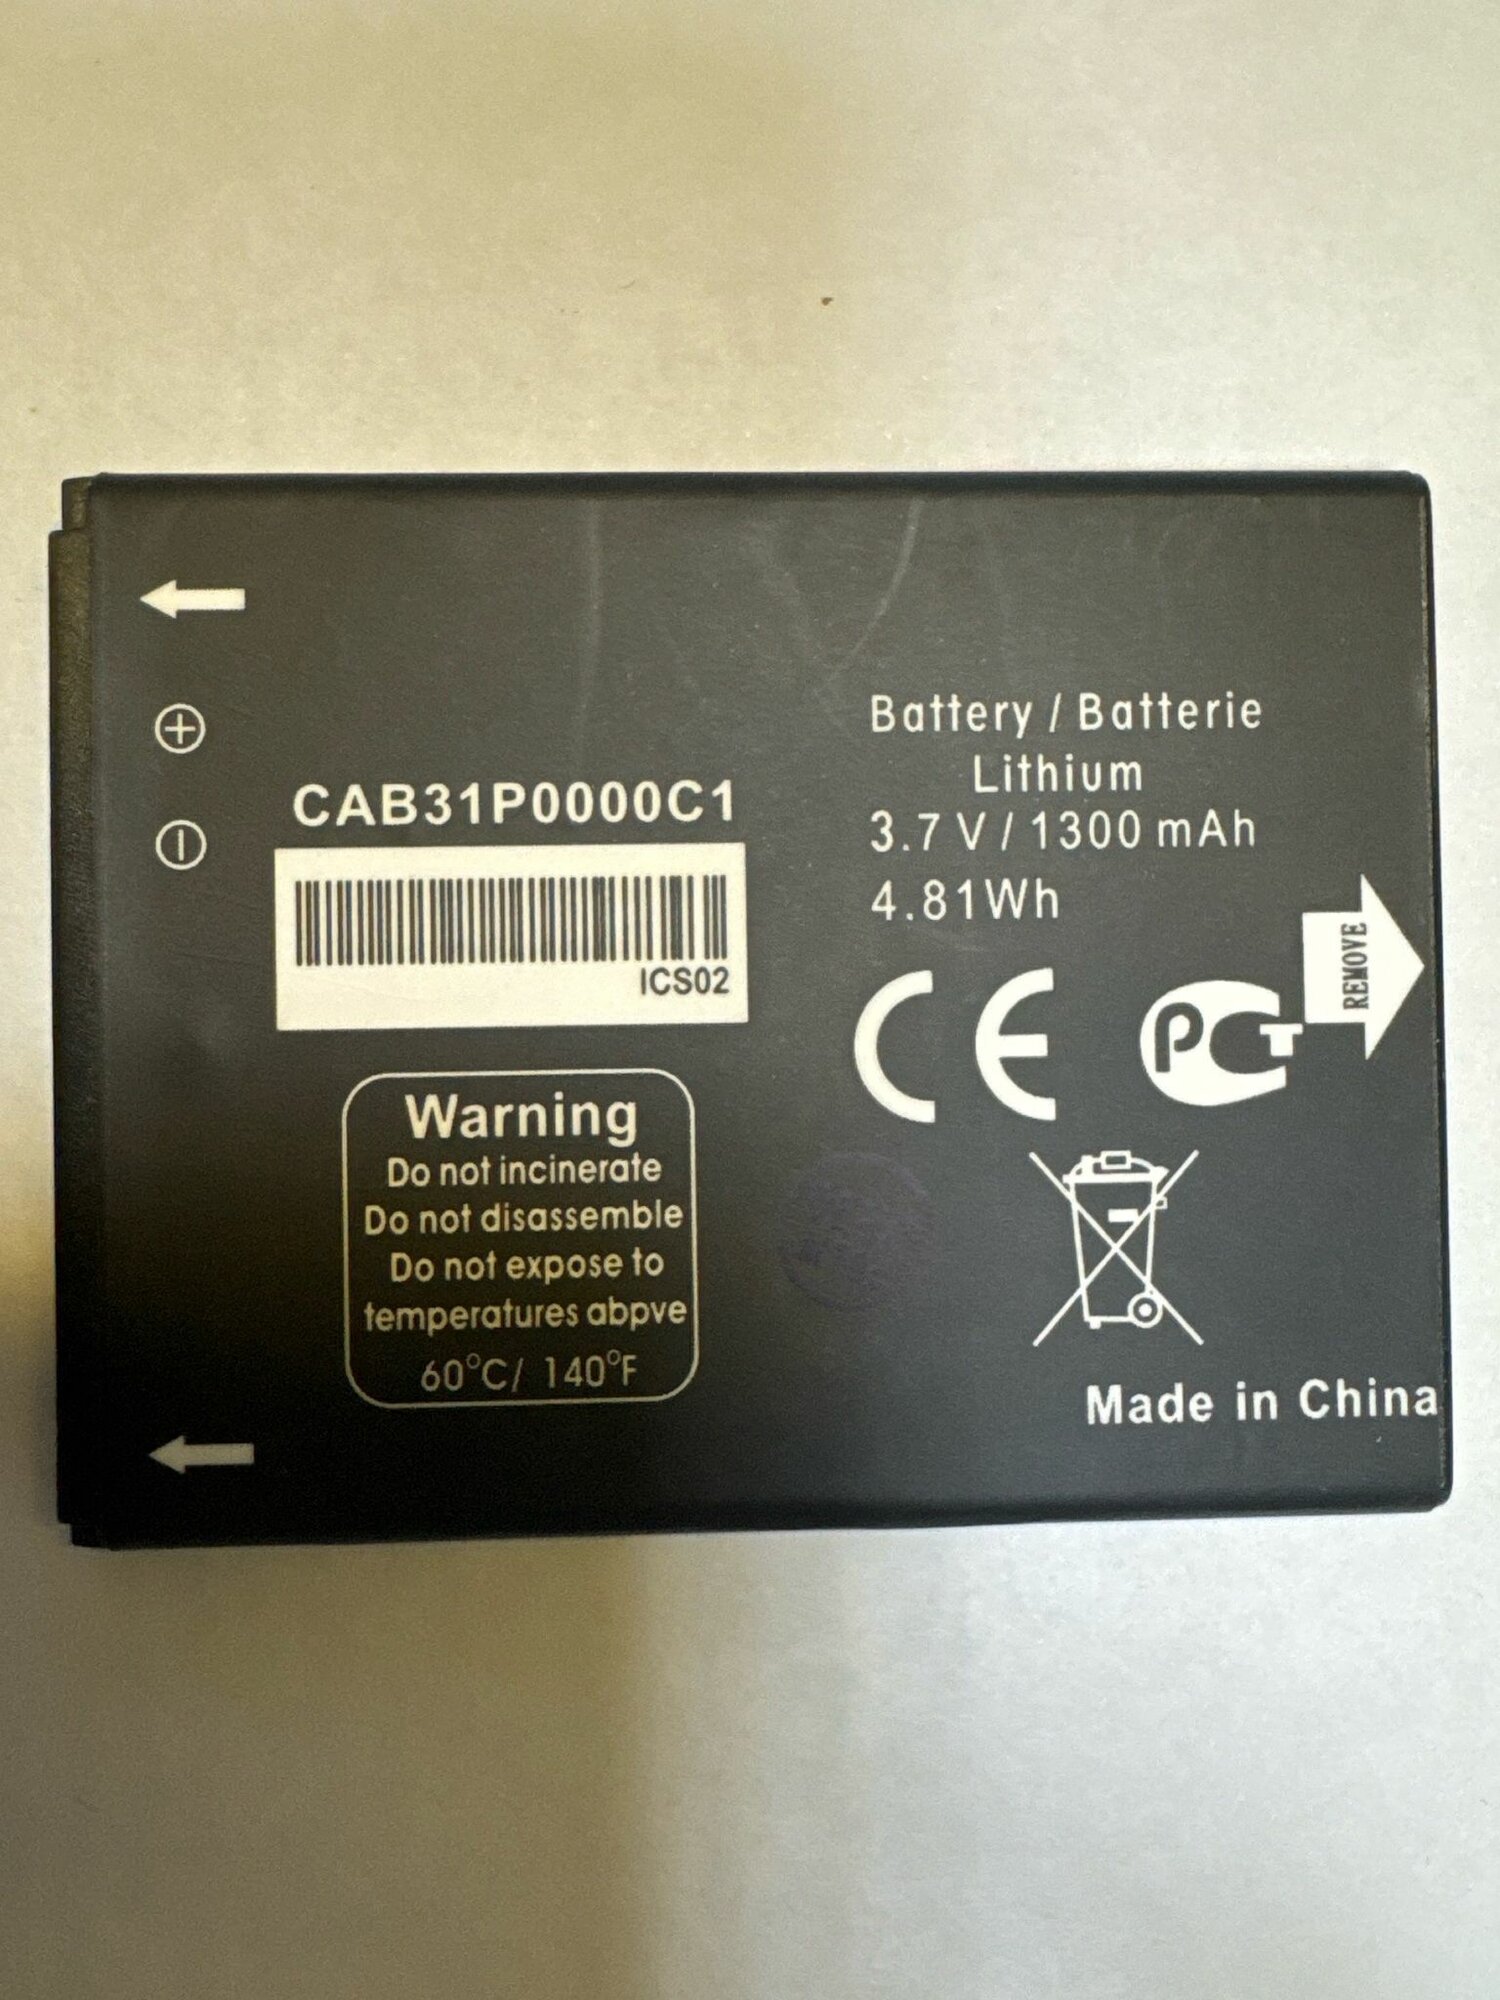 CAB31P0000C1
ICS02
Warning
Do not incinerate
Do not disassemble
Do not expose to
temperatures abpve
60°C/ 140°F
Battery / Batterie
Lithium
3.7 V / 1300 mAh
4.81Wh
CE
PCT
REMOVE
Made in China